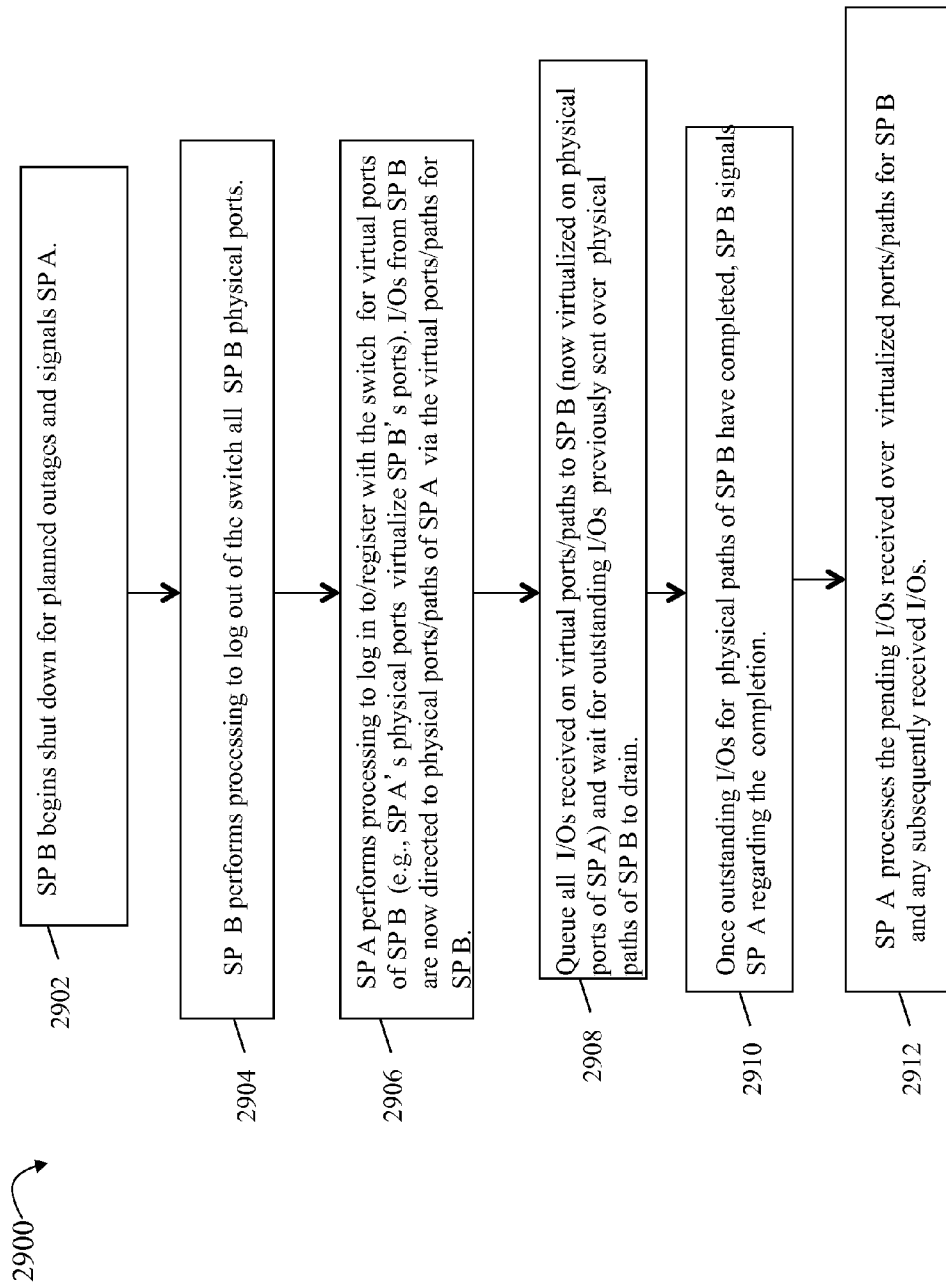 2900
SP B begins shut down for planned outages and signals SP A.
2902
SP B performs processing to log out of the switch all SP B physical ports.
2904
SP A performs processing to log in to/register with the switch for virtual ports
of SP B (e.g., SP A's physical ports virtualize SP B's ports). I/Os from SP B
are now directed to physical ports/paths of SP A via the virtual ports/paths for
SP B.
2906
Queue all I/Os received on virtual ports/paths to SP B (now virtualized on physical
ports of SP A) and wait for outstanding I/Os previously sent over physical
paths of SP B to drain.
2908
Once outstanding I/Os for physical paths of SP B have completed, SP B signals
SP A regarding the completion.
2910
SP A processes the pending I/Os received over virtualized ports/paths for SP B
and any subsequently received I/Os.
2912